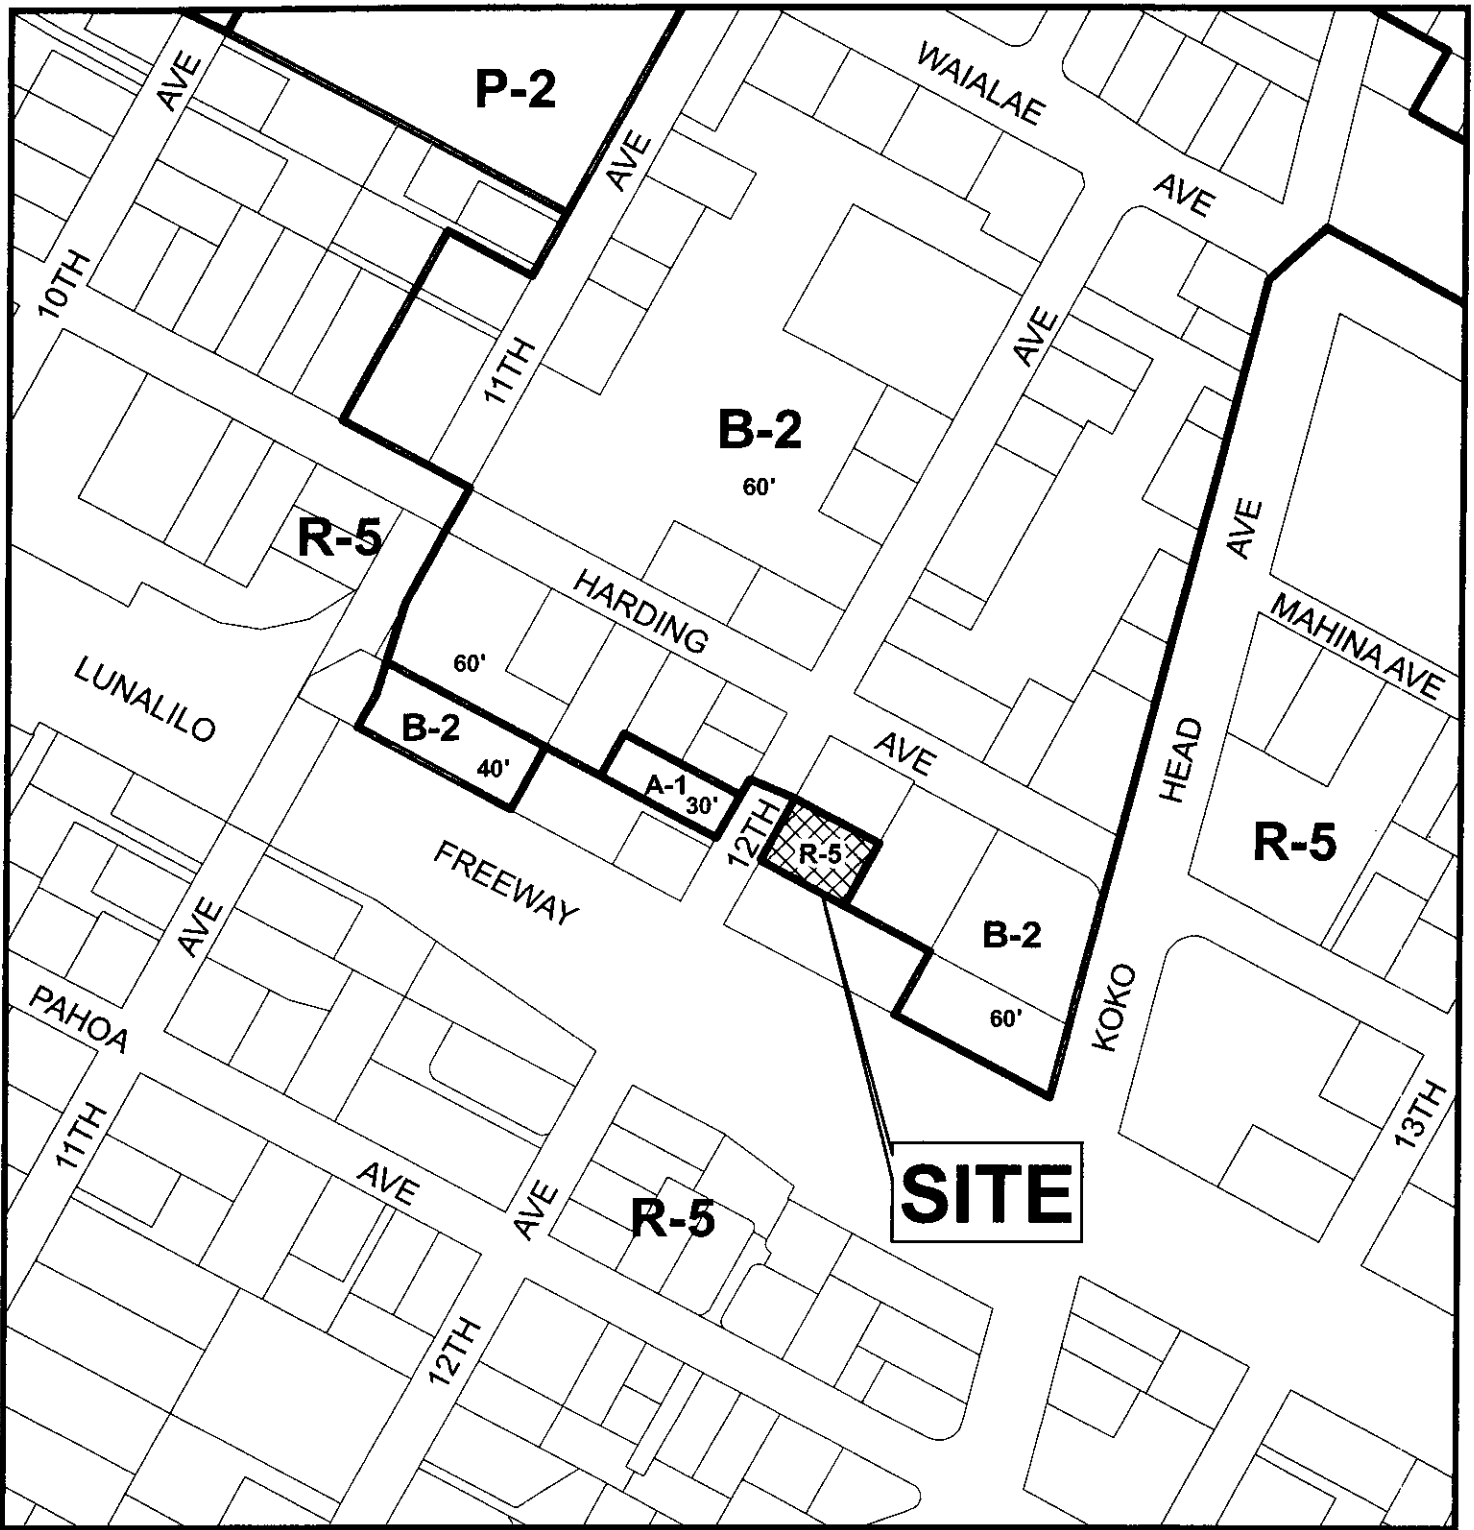 P-2
WAIALAE
AVE
AVE
AVE
10TH
AVE
11TH
B-2
60'
R-5
AVE
HARDING
MAHINA AVE
60'
LUNALILO
B-2
40'
A-1
30'
AVE
HEAD
12TH
R-5
R-5
FREEWAY
AVE
B-2
60'
KOKO
PAHOA
11TH
13TH
AVE
AVE
R-5
SITE
12TH